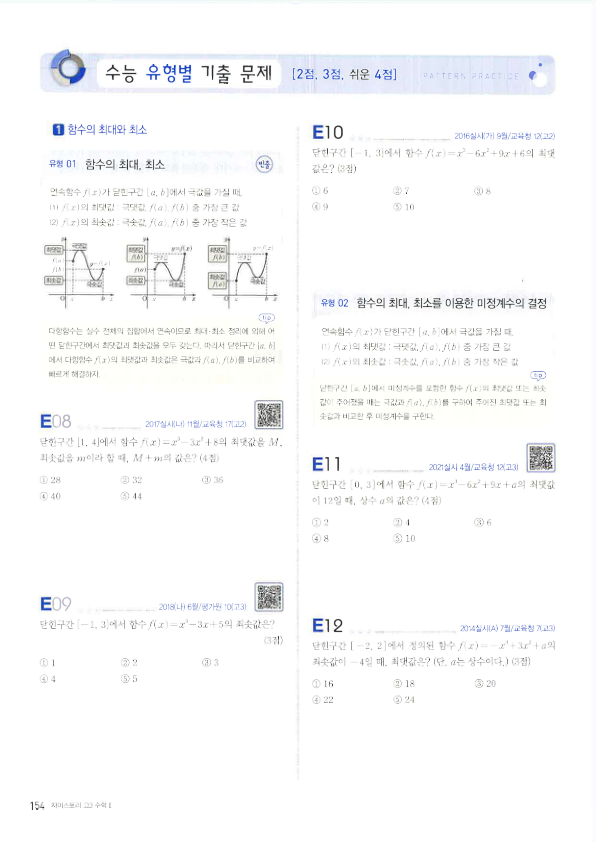 수능 유형별 기출 문제 [2점, 3점, 쉬운 4점] PATTERN PRACTICE
1 함수의 최대와 최소
유형 01 함수의 최대, 최소 빈출
연속함수 f(x)가 닫힌구간 [a, b]에서 극값을 가질 때,
(1) f(x)의 최댓값 : 극댓값, f(a), f(b) 중 가장 큰 값
(2) f(x)의 최솟값 : 극솟값, f(a), f(b) 중 가장 작은 값
tip
다항함수는 실수 전체의 집합에서 연속이므로 최대·최소 정리에 의해 어
떤 닫힌구간에서 최댓값과 최솟값을 모두 갖는다. 따라서 닫힌구간 [a, b]
에서 다항함수 f(x)의 최댓값과 최솟값은 극값과 f(a), f(b)를 비교하여
빠르게 해결하자.
E08 2017실시(나) 11월/교육청 17(고2)
닫힌구간 [1, 4]에서 함수 f(x)=x³-3x²+8의 최댓값을 M,
최솟값을 m이라 할 때, M+m의 값은? (4점)
① 28 ② 32 ③ 36
④ 40 ⑤ 44
E09 2018(나) 6월/평가원 10(고3)
닫힌구간 [-1, 3]에서 함수 f(x)=x³-3x+5의 최솟값은?
(3점)
① 1 ② 2 ③ 3
④ 4 ⑤ 5
E10 2016실시(가) 9월/교육청 12(고2)
닫힌구간 [-1, 3]에서 함수 f(x)=x³-6x²+9x+6의 최댓
값은? (3점)
① 6 ② 7 ③ 8
④ 9 ⑤ 10
유형 02 함수의 최대, 최소를 이용한 미정계수의 결정
연속함수 f(x)가 닫힌구간 [a, b]에서 극값을 가질 때,
(1) f(x)의 최댓값 : 극댓값, f(a), f(b) 중 가장 큰 값
(2) f(x)의 최솟값 : 극솟값, f(a), f(b) 중 가장 작은 값
tip
닫힌구간 [a, b]에서 미정계수를 포함한 함수 f(x)의 최댓값 또는 최솟
값이 주어졌을 때는 극값과 f(a), f(b)를 구하여 주어진 최댓값 또는 최
솟값과 비교한 후 미정계수를 구한다.
E11 2021실시 4월/교육청 12(고3)
닫힌구간 [0, 3]에서 함수 f(x)=x³-6x²+9x+a의 최댓값
이 12일 때, 상수 a의 값은? (4점)
① 2 ② 4 ③ 6
④ 8 ⑤ 10
E12 2014실시(A) 7월/교육청 7(고3)
닫힌구간 [-2, 2]에서 정의된 함수 f(x)=-x³+3x²+a의
최솟값이 -4일 때, 최댓값은? (단, a는 상수이다.) (3점)
① 16 ② 18 ③ 20
④ 22 ⑤ 24
154 자이스토리 고2 수학 II